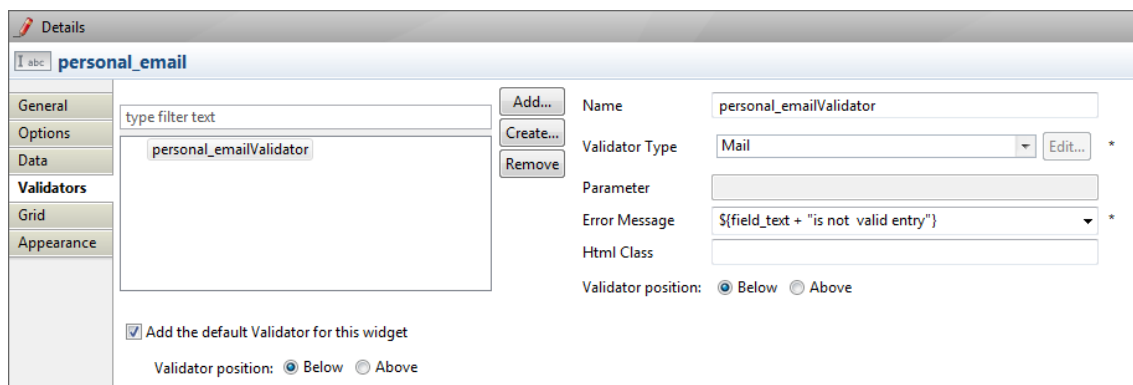 Details
I abc personal_email
General
Options
Data
Validators
Grid
Appearance
type filter text
personal_emailValidator
Add...
Create...
Remove
Name personal_emailValidator
Validator Type Mail Edit... *
Parameter
Error Message ${field_text + "is not  valid entry"} *
Html Class
Validator position: Below Above
Add the default Validator for this widget
Validator position: Below Above